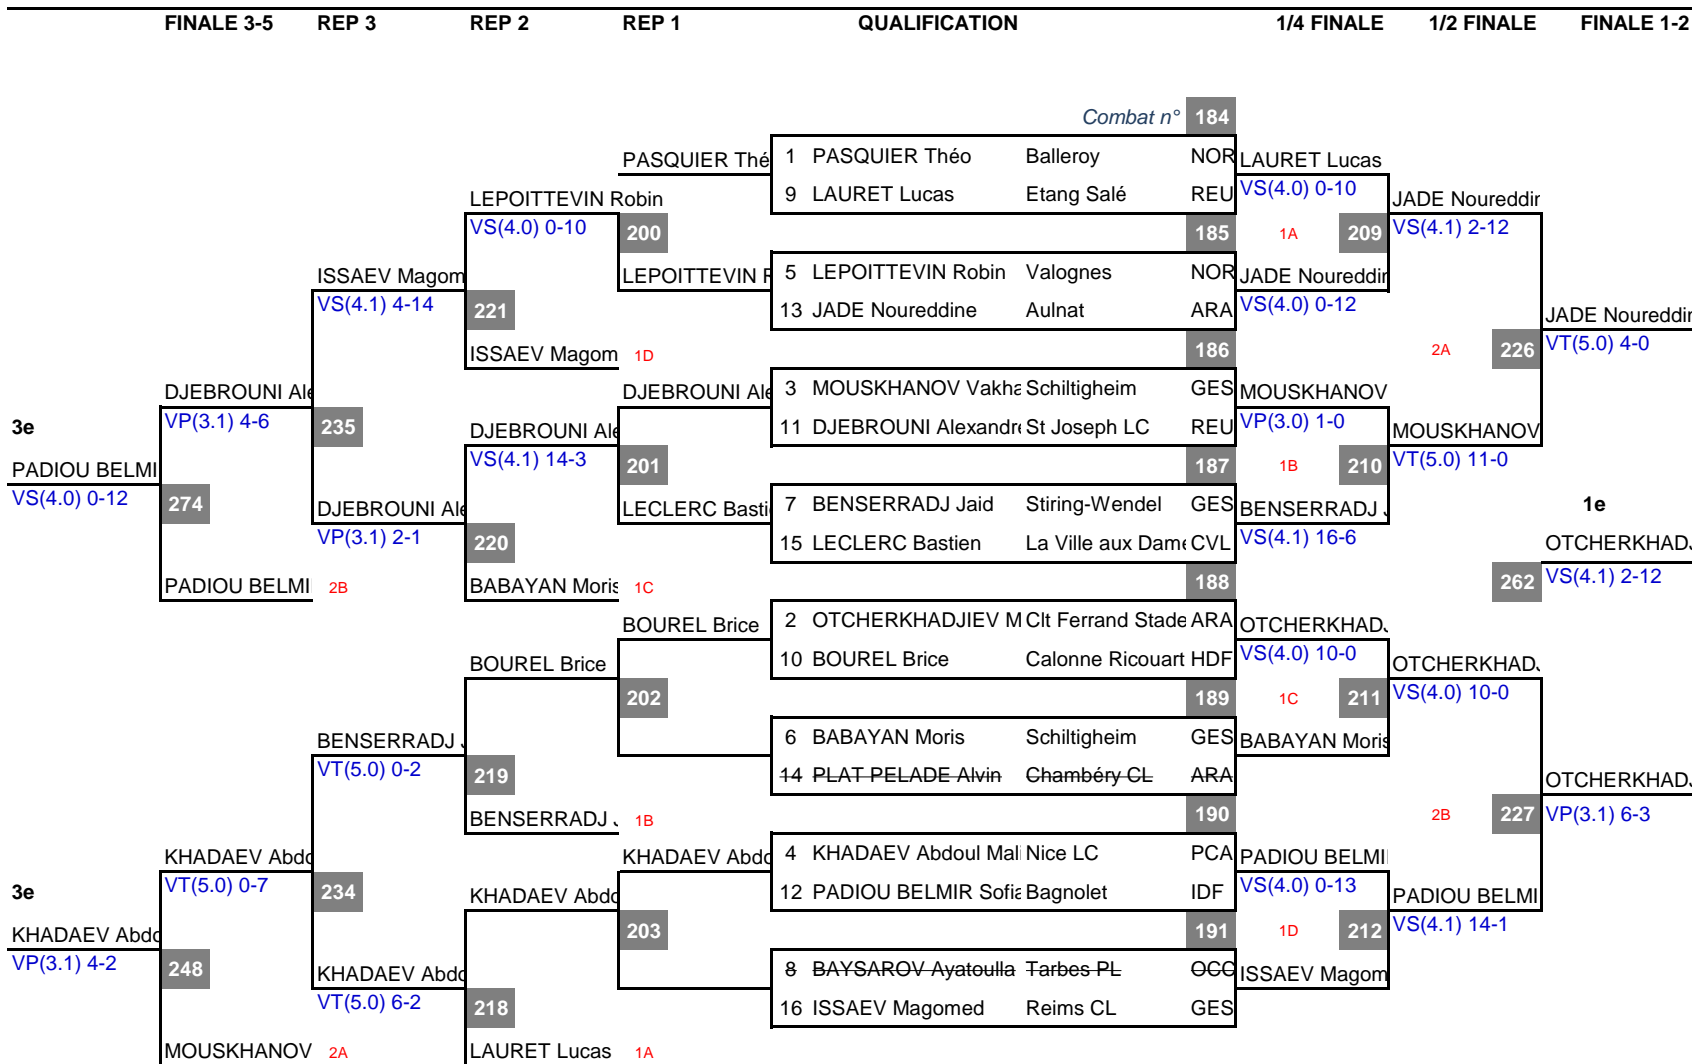 FINALE 3-5 REP 3 REP 2 REP 1 QUALIFICATION 1/4 FINALE 1/2 FINALE FINALE 1-2
Combat n° 184
PASQUIER Thé 1 PASQUIER Théo Balleroy NOR LAURET Lucas
LEPOITTEVIN Robin 9 LAURET Lucas Etang Salé REU VS(4.0) 0-10 JADE Noureddin
VS(4.0) 0-10 200 185 1A 209 VS(4.1) 2-12
ISSAEV Magom LEPOITTEVIN R 5 LEPOITTEVIN Robin Valognes NOR JADE Noureddin
VS(4.1) 4-14 221 13 JADE Noureddine Aulnat ARA VS(4.0) 0-12 JADE Noureddin
ISSAEV Magom 1D 186 2A 226 VT(5.0) 4-0
DJEBROUNI Ale DJEBROUNI Ale 3 MOUSKHANOV Vakha Schiltigheim GES MOUSKHANOV
3e VP(3.1) 4-6 235 DJEBROUNI Ale 11 DJEBROUNI Alexandre St Joseph LC REU VP(3.0) 1-0 MOUSKHANOV
PADIOU BELMI VS(4.1) 14-3 201 187 1B 210 VT(5.0) 11-0
VS(4.0) 0-12 274 DJEBROUNI Ale LECLERC Basti 7 BENSERRADJ Jaid Stiring-Wendel GES BENSERRADJ J 1e
VP(3.1) 2-1 220 15 LECLERC Bastien La Ville aux Dame CVL VS(4.1) 16-6 OTCHERKHADJ
PADIOU BELMI 2B BABAYAN Moris 1C 188 262 VS(4.1) 2-12
BOUREL Brice 2 OTCHERKHADJIEV M Clt Ferrand Stade ARA OTCHERKHADJ
BOUREL Brice 10 BOUREL Brice Calonne Ricouart HDF VS(4.0) 10-0 OTCHERKHADJ
202 189 1C 211 VS(4.0) 10-0
BENSERRADJ J 6 BABAYAN Moris Schiltigheim GES BABAYAN Moris
VT(5.0) 0-2 219 14 PLAT PELADE Alvin Chambéry CL ARA OTCHERKHADJ
BENSERRADJ J 1B 190 2B 227 VP(3.1) 6-3
KHADAEV Abdo KHADAEV Abdo 4 KHADAEV Abdoul Mali Nice LC PCA PADIOU BELMI
3e VT(5.0) 0-7 234 KHADAEV Abdo 12 PADIOU BELMIR Sofia Bagnolet IDF VS(4.0) 0-13 PADIOU BELMI
KHADAEV Abdo 203 191 1D 212 VS(4.1) 14-1
VP(3.1) 4-2 248 KHADAEV Abdo 8 BAYSAROV Ayatoulla Tarbes PL OCC ISSAEV Magom
VT(5.0) 6-2 218 16 ISSAEV Magomed Reims CL GES
MOUSKHANOV 2A LAURET Lucas 1A